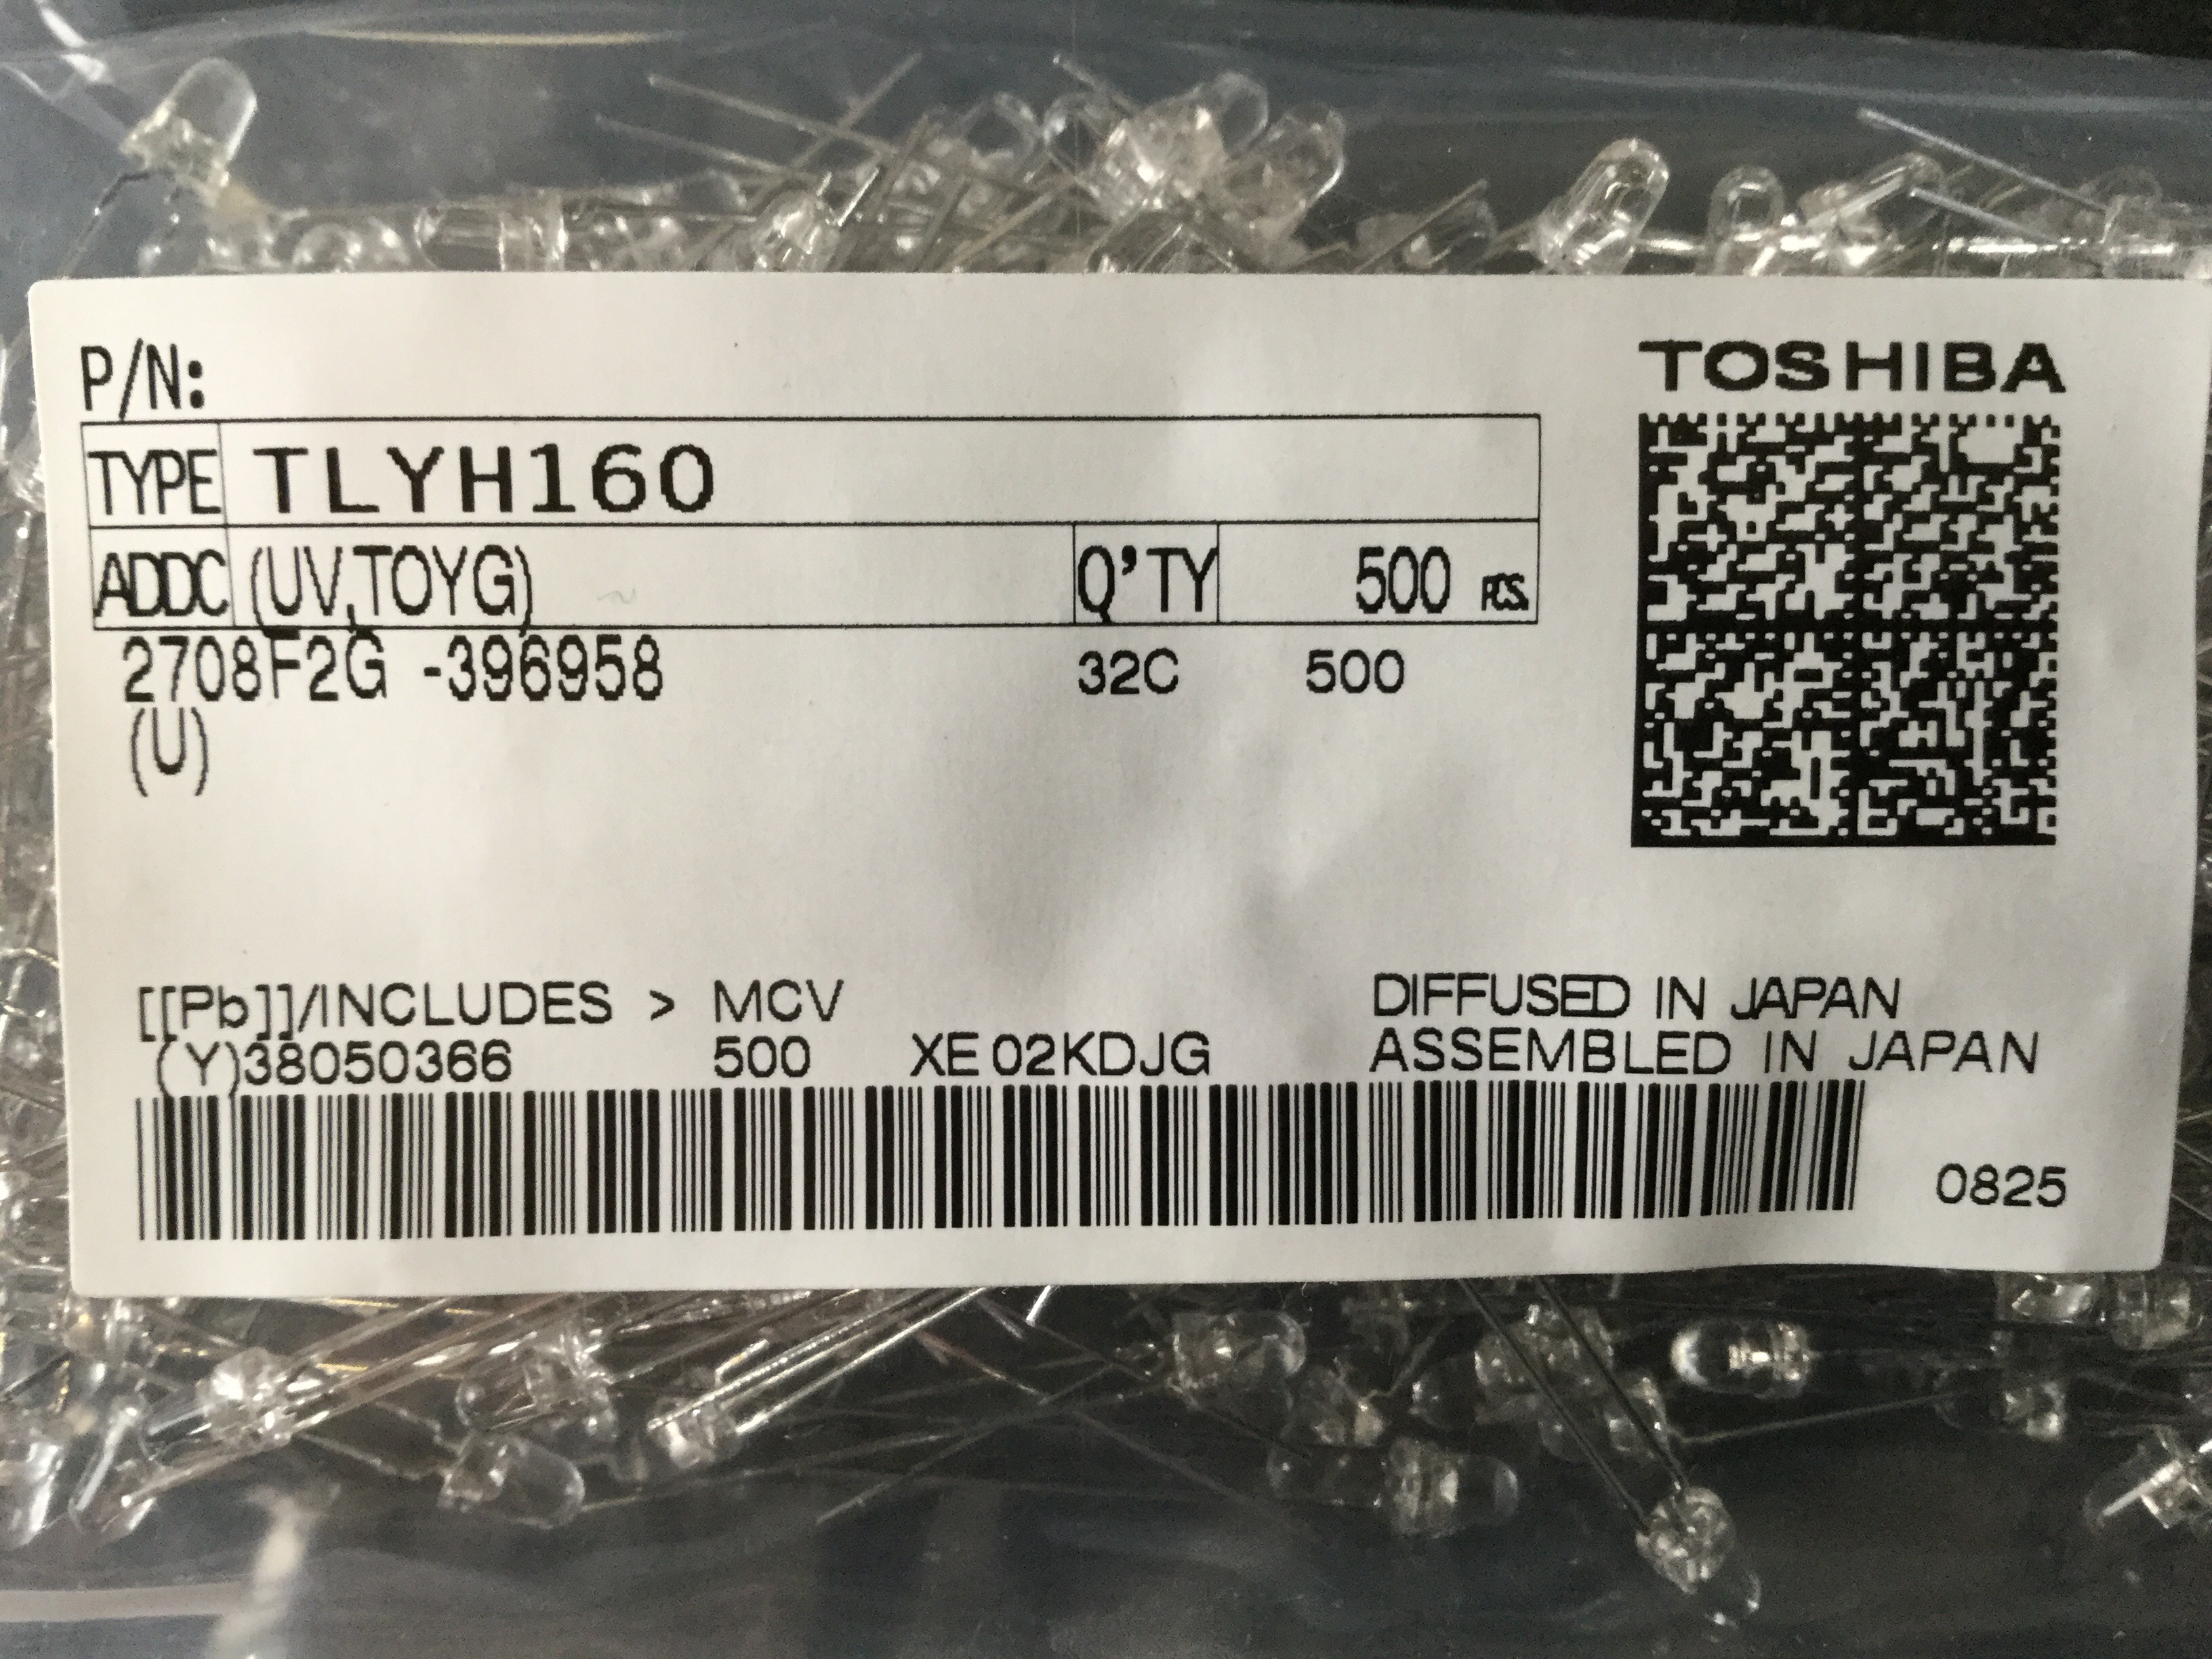 P/N:
TOSHIBA
TYPE TLYH160
ADDC (UV,TOYG) Q'TY 500 PCS.
2708F2G -396958 32C 500
(U)
[[Pb]]/INCLUDES > MCV DIFFUSED IN JAPAN
(Y)38050366 500 XE02KDJG ASSEMBLED IN JAPAN
0825